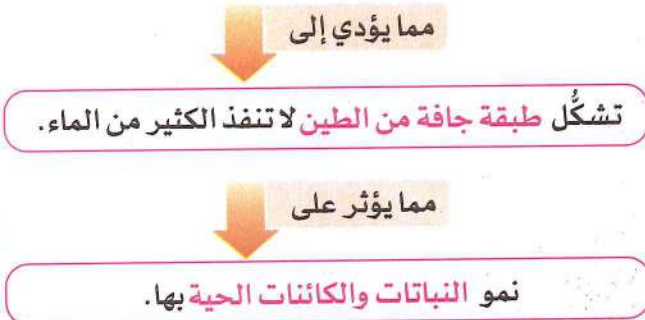 مما يؤدي إلى
تشكُّل طبقة جافة من الطين لا تنفذ الكثير من الماء.
مما يؤثر على
نمو النباتات والكائنات الحية بها.